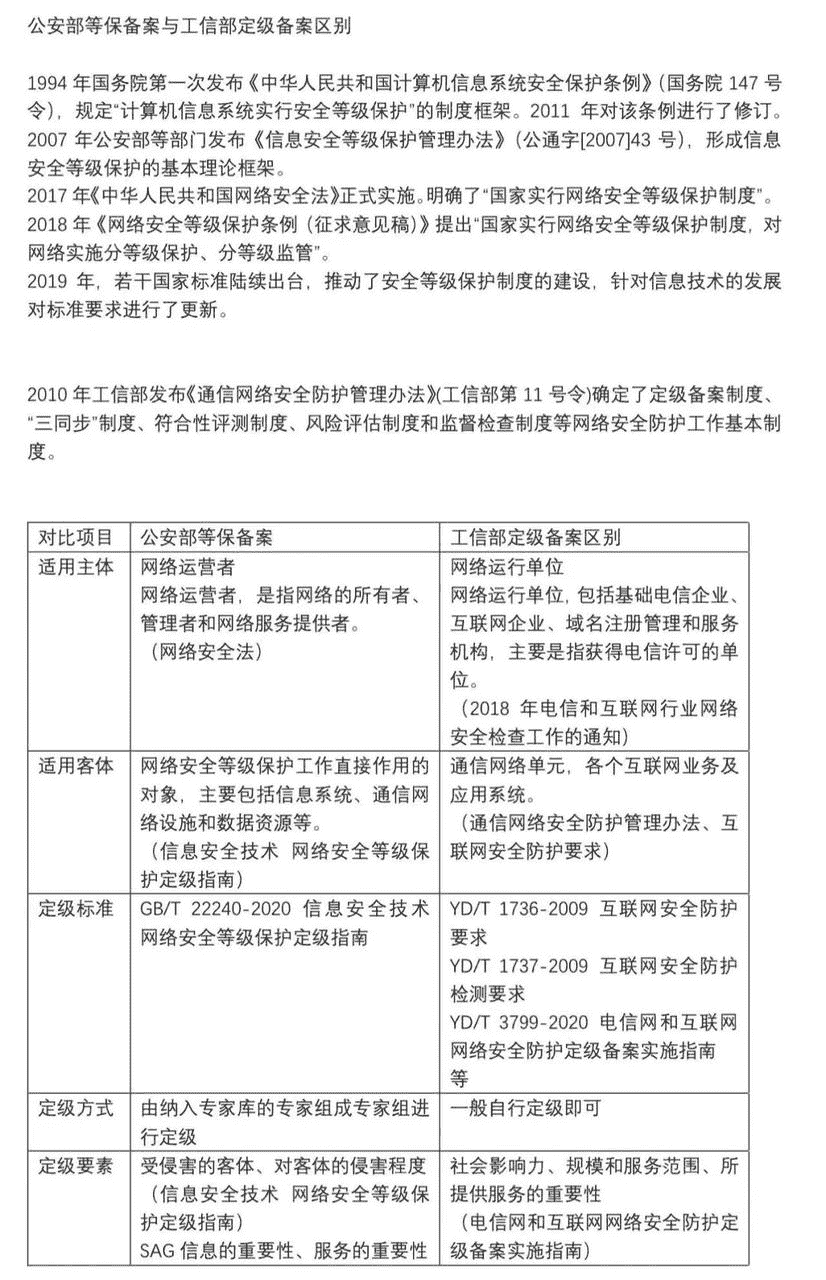 公安部等保备案与工信部定级备案区别
1994 年国务院第一次发布《中华人民共和国计算机信息系统安全保护条例》（国务院 147 号
令），规定“计算机信息系统实行安全等级保护”的制度框架。2011 年对该条例进行了修订。
2007 年公安部等部门发布《信息安全等级保护管理办法》（公通字[2007]43 号），形成信息
安全等级保护的基本理论框架。
2017 年《中华人民共和国网络安全法》正式实施。明确了“国家实行网络安全等级保护制度”。
2018 年《网络安全等级保护条例（征求意见稿）》提出“国家实行网络安全等级保护制度，对
网络实施分等级保护、分等级监管”。
2019 年，若干国家标准陆续出台，推动了安全等级保护制度的建设，针对信息技术的发展
对标准要求进行了更新。
2010 年工信部发布《通信网络安全防护管理办法》(工信部第 11 号令)确定了定级备案制度、
“三同步”制度、符合性评测制度、风险评估制度和监督检查制度等网络安全防护工作基本制
度。
对比项目
公安部等保备案
工信部定级备案区别
适用主体
网络运营者
网络运营者，是指网络的所有者、
管理者和网络服务提供者。
（网络安全法）
网络运行单位
网络运行单位，包括基础电信企业、
互联网企业、域名注册管理和服务
机构，主要是指获得电信许可的单
位。
（2018 年电信和互联网行业网络
安全检查工作的通知）
适用客体
网络安全等级保护工作直接作用的
对象，主要包括信息系统、通信网
络设施和数据资源等。
（信息安全技术 网络安全等级保
护定级指南）
通信网络单元，各个互联网业务及
应用系统。
（通信网络安全防护管理办法、互
联网安全防护要求）
定级标准
GB/T 22240-2020 信息安全技术
网络安全等级保护定级指南
YD/T 1736-2009 互联网安全防护
要求
YD/T 1737-2009 互联网安全防护
检测要求
YD/T 3799-2020 电信网和互联网
网络安全防护定级备案实施指南
等
定级方式
由纳入专家库的专家组成专家组进
行定级
一般自行定级即可
定级要素
受侵害的客体、对客体的侵害程度
（信息安全技术 网络安全等级保
护定级指南）
SAG 信息的重要性、服务的重要性
社会影响力、规模和服务范围、所
提供服务的重要性
（电信网和互联网网络安全防护定
级备案实施指南）